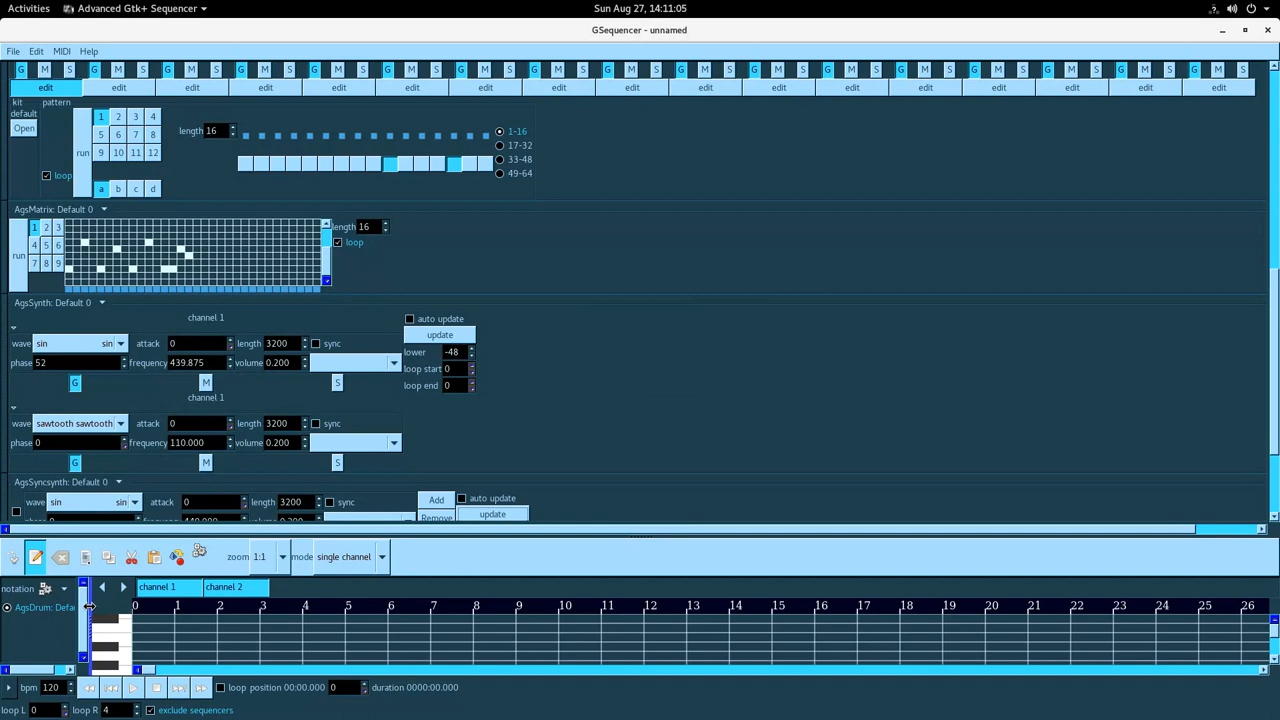 Activities Advanced Gtk+ Sequencer Sun Aug 27, 14:11:05
GSequencer - unnamed
File Edit MIDI Help
G M S G M S G M S G M S G M S G M S G M S G M S G M S G M S G M S G M S G M S G M S G M S G M S G M S
edit edit edit edit edit edit edit edit edit edit edit edit edit edit edit edit edit
kit pattern
default
Open
run
1 2 3 4
5 6 7 8
9 10 11 12
loop
a b c d
length 16
1-16
17-32
33-48
49-64
AgsMatrix: Default 0
run
1 2 3
4 5 6
7 8 9
length 16
loop
AgsSynth: Default 0
channel 1
auto update
update
wave sin sin attack 0 length 3200 sync
lower -48
phase 52 frequency 439.875 volume 0.200
loop start 0
G M S
loop end 0
channel 1
wave sawtooth sawtooth attack 0 length 3200 sync
phase 0 frequency 110.000 volume 0.200
G M S
AgsSyncsynth: Default 0
wave sin sin attack 0 length 3200 sync
Add
auto update
update
phase 0 frequency 440.000 volume 0.200
Remove
zoom 1:1 mode single channel
notation
channel 1 channel 2
AgsDrum: Defau
0 1 2 3 4 5 6 7 8 9 10 11 12 13 14 15 16 17 18 19 20 21 22 23 24 25 26
bpm 120 loop position 00:00.000 0 duration 0000:00.000
loop L 0 loop R 4 exclude sequencers